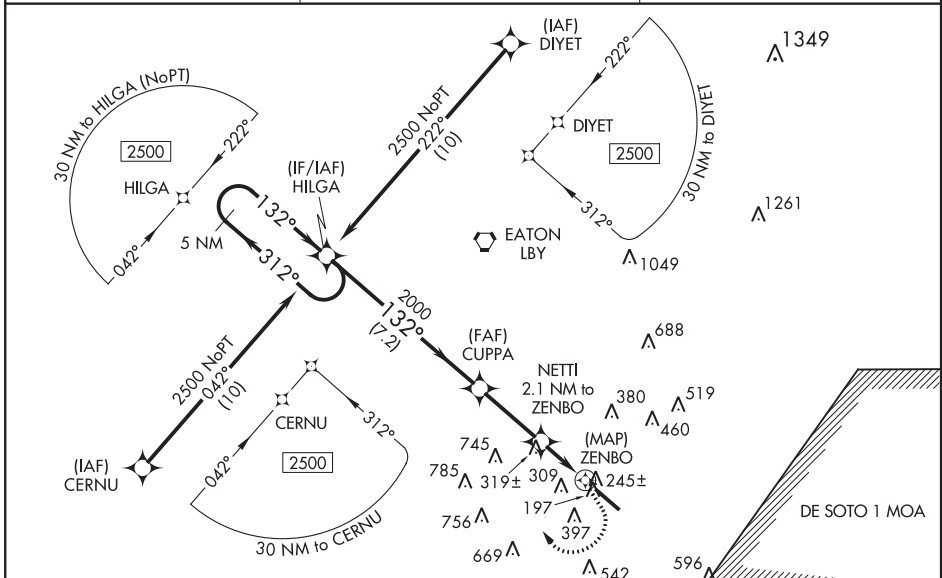 (IAF)
DIYET
1349
30 NM to HILGA (NoPT)
222°
2500
HILGA
042°
2500 NoPT
222°
(10)
222°
DIYET
2500
312°
30 NM to DIYET
(IF/IAF)
HILGA
132°
5 NM
312°
EATON
LBY
1261
1049
2000
132°
(7.2)
(FAF)
CUPPA
688
2500 NoPT
042°
(10)
NETTI
2.1 NM to
ZENBO
380
519
460
CERNU
312°
042°
2500
30 NM to CERNU
(IAF)
CERNU
(MAP)
ZENBO
745
785
319±
309
245±
197
756
397
669
542
596
DE SOTO 1 MOA